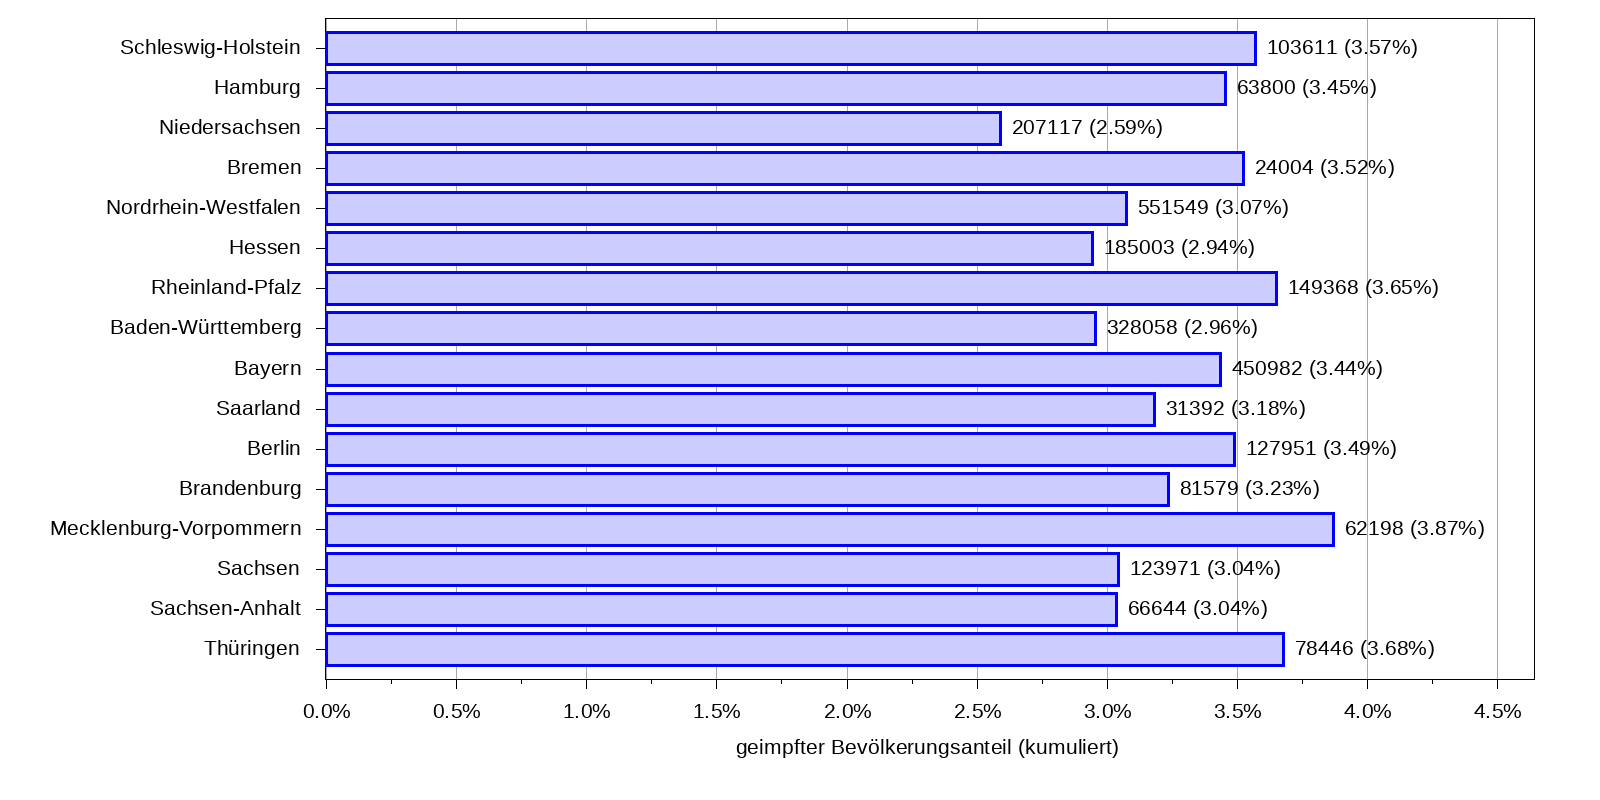 Schleswig-Holstein 103611 (3.57%)
Hamburg 63800 (3.45%)
Niedersachsen 207117 (2.59%)
Bremen 24004 (3.52%)
Nordrhein-Westfalen 551549 (3.07%)
Hessen 185003 (2.94%)
Rheinland-Pfalz 149368 (3.65%)
Baden-Württemberg 328058 (2.96%)
Bayern 450982 (3.44%)
Saarland 31392 (3.18%)
Berlin 127951 (3.49%)
Brandenburg 81579 (3.23%)
Mecklenburg-Vorpommern 62198 (3.87%)
Sachsen 123971 (3.04%)
Sachsen-Anhalt 66644 (3.04%)
Thüringen 78446 (3.68%)
0.0% 0.5% 1.0% 1.5% 2.0% 2.5% 3.0% 3.5% 4.0% 4.5%
geimpfter Bevölkerungsanteil (kumuliert)